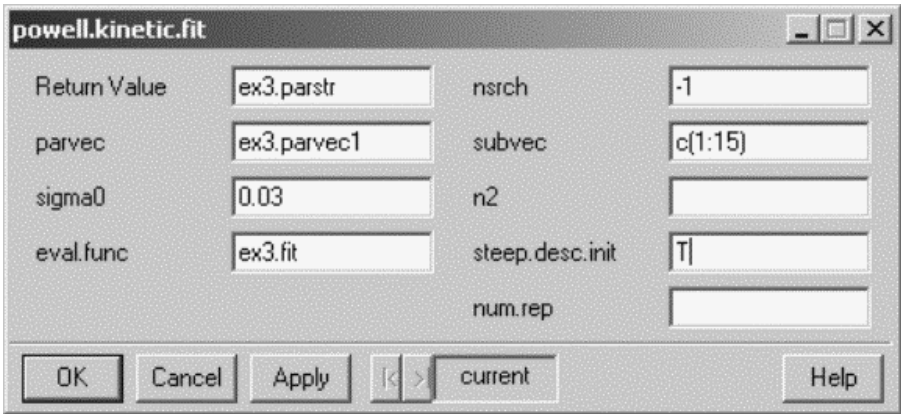 powell.kinetic.fit
Return Value ex3.parstr nsrch -1
parvec ex3.parvec1 subvec c(1:15)
sigma0 0.03 n2
eval.func ex3.fit steep.desc.init T
num.rep
OK Cancel Apply current Help